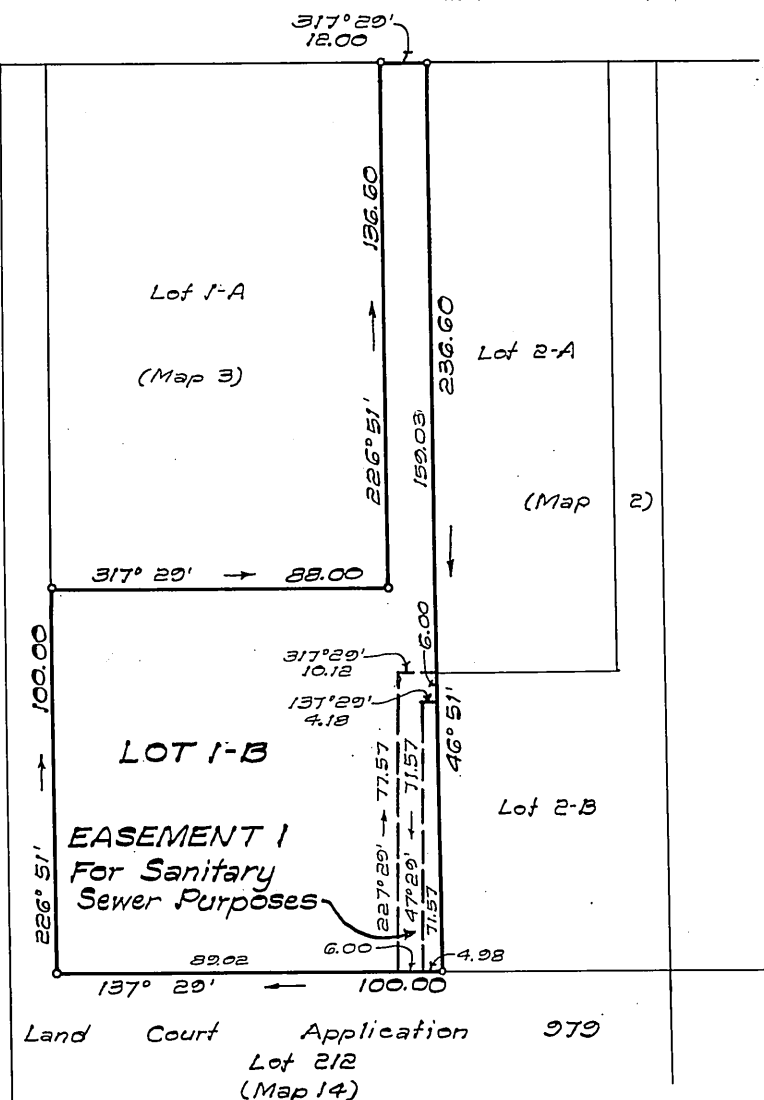 317° 29'
12.00
136.60
Lot 1-A
236.60
Lot 2-A
(Map 3)
159.03
226° 51'
(Map 2)
317° 29' → 88.00
100.00
6.00
317° 29'
10.12
137° 29'
4.18
46° 51'
LOT 1-B
77.57
71.57
Lot 2-B
EASEMENT 1
For Sanitary
Sewer Purposes
227° 29' →
47° 29' ←
71.57
226° 51'
6.00
89.02
4.98
137° 29' ← 100.00
Land Court Application 979
Lot 212
(Map 14)